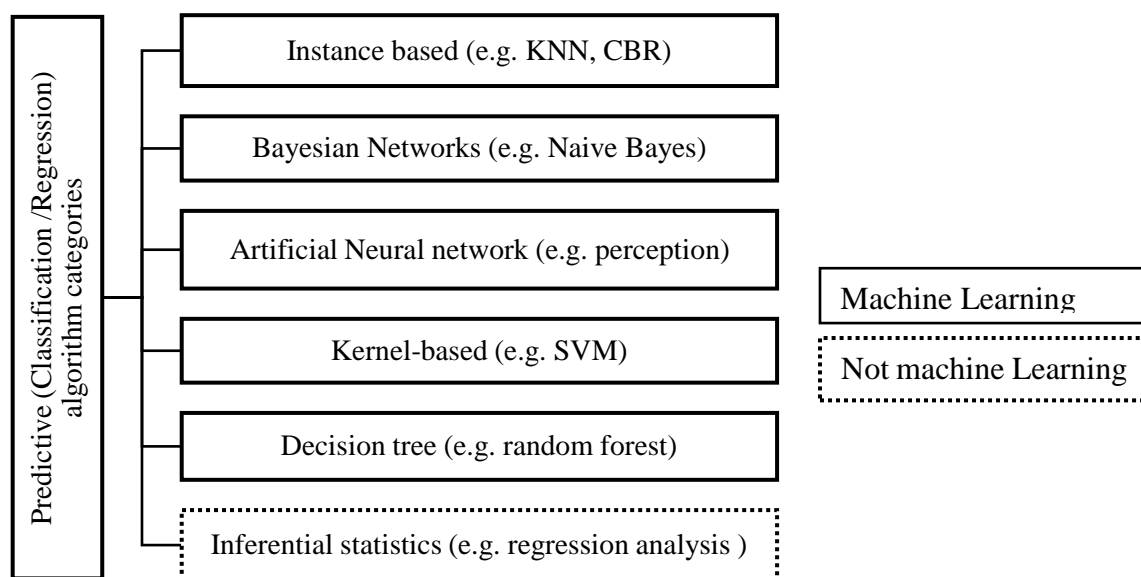 Predictive (Classification /Regression)
algorithm categories
Instance based (e.g. KNN, CBR)
Bayesian Networks (e.g. Naive Bayes)
Artificial Neural network (e.g. perception)
Kernel-based (e.g. SVM)
Decision tree (e.g. random forest)
Inferential statistics (e.g. regression analysis )
Machine Learning
Not machine Learning